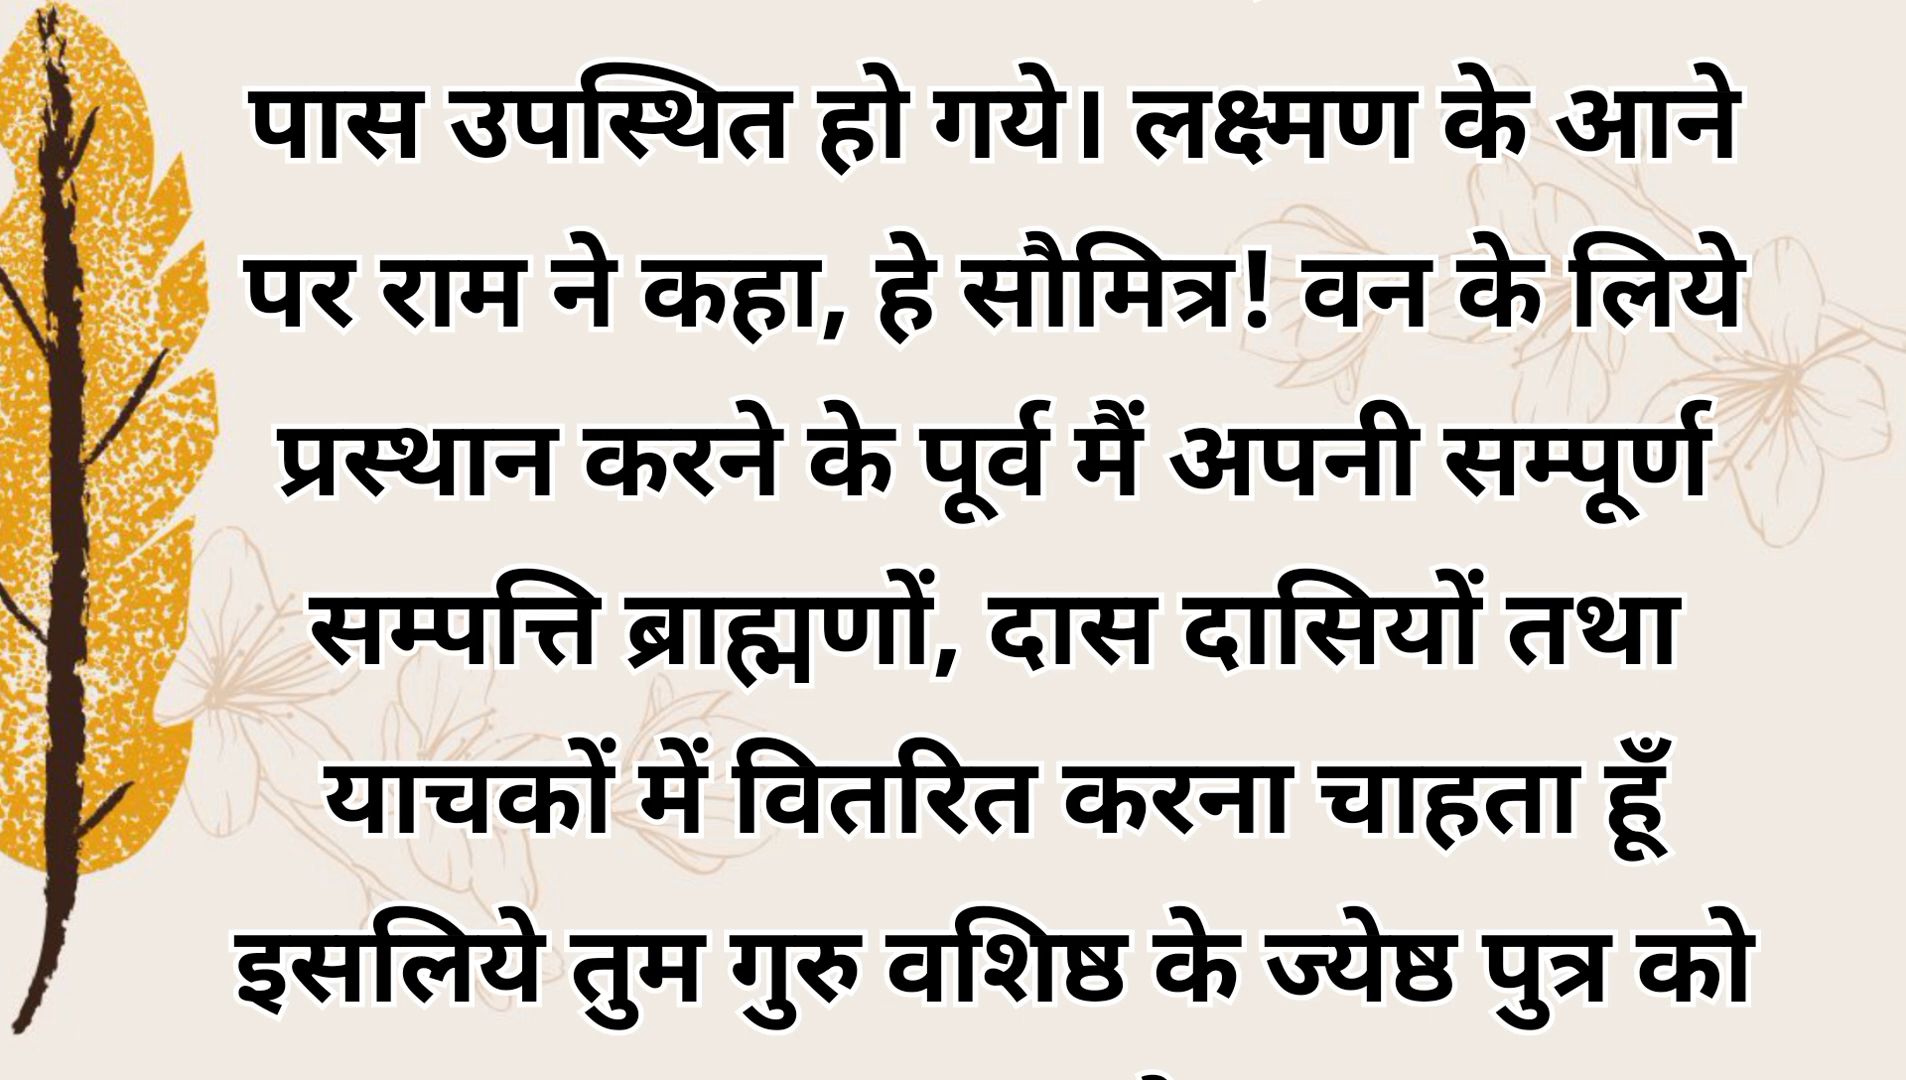 पास उपस्थित हो गये। लक्ष्मण के आने
पर राम ने कहा, हे सौमित्र! वन के लिये
प्रस्थान करने के पूर्व मैं अपनी सम्पूर्ण
सम्पत्ति ब्राह्मणों, दास दासियों तथा
याचकों में वितरित करना चाहता हूँ
इसलिये तुम गुरु वशिष्ठ के ज्येष्ठ पुत्र को